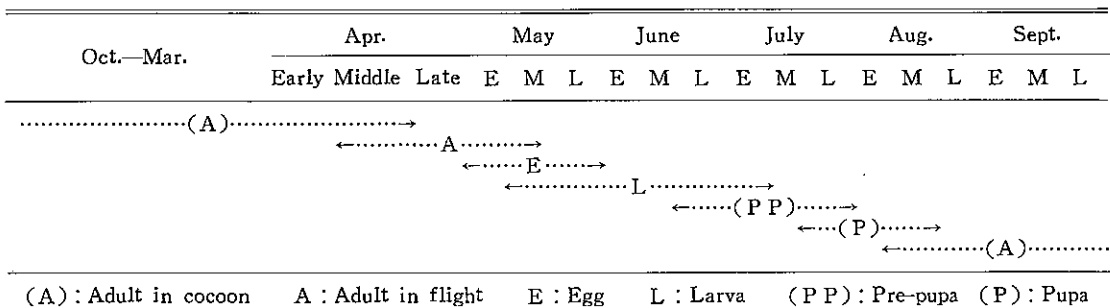 Oct.—Mar. Apr. May June July Aug. Sept.
Early Middle Late E M L E M L E M L E M L E M L
·····················(A)···················→
←···········A·········→
←······E······→
←·············L·············→
←······(P P)······→
←····(P)······→
←···········(A)···········
(A) : Adult in cocoon A : Adult in flight E : Egg L : Larva (P P) : Pre-pupa (P) : Pupa